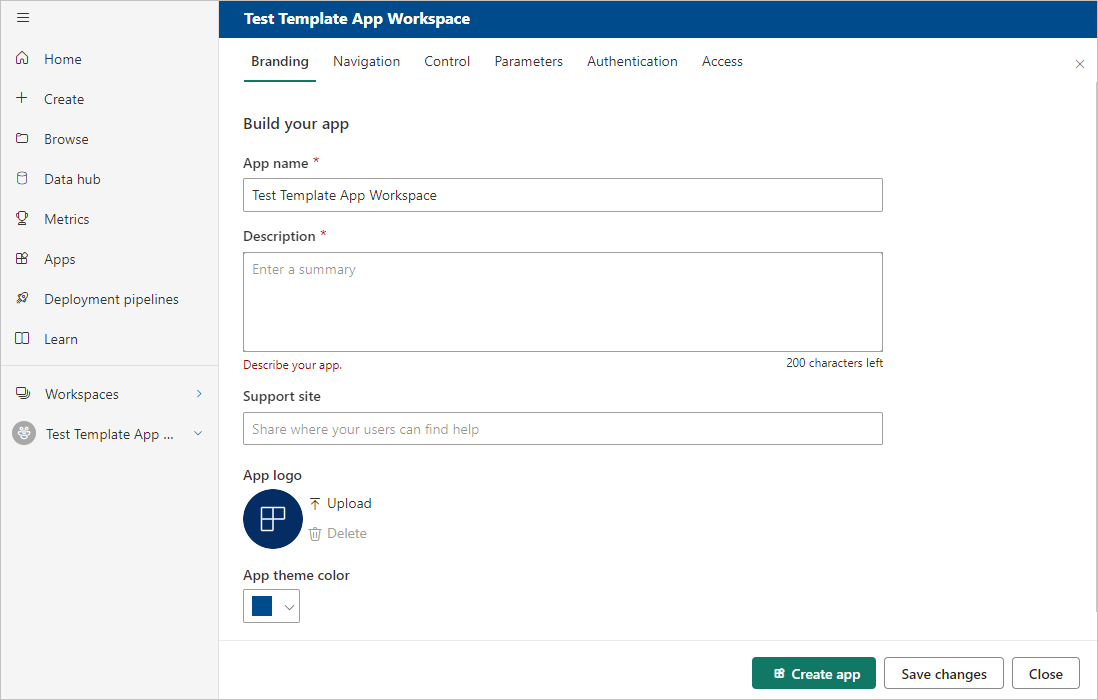 Test Template App Workspace
Home
Create
Browse
Data hub
Metrics
Apps
Deployment pipelines
Learn
Workspaces
Test Template App ...
Branding Navigation Control Parameters Authentication Access
Build your app
App name *
Test Template App Workspace
Description *
Enter a summary
Describe your app. 200 characters left
Support site
Share where your users can find help
App logo
Upload
Delete
App theme color
Create app Save changes Close